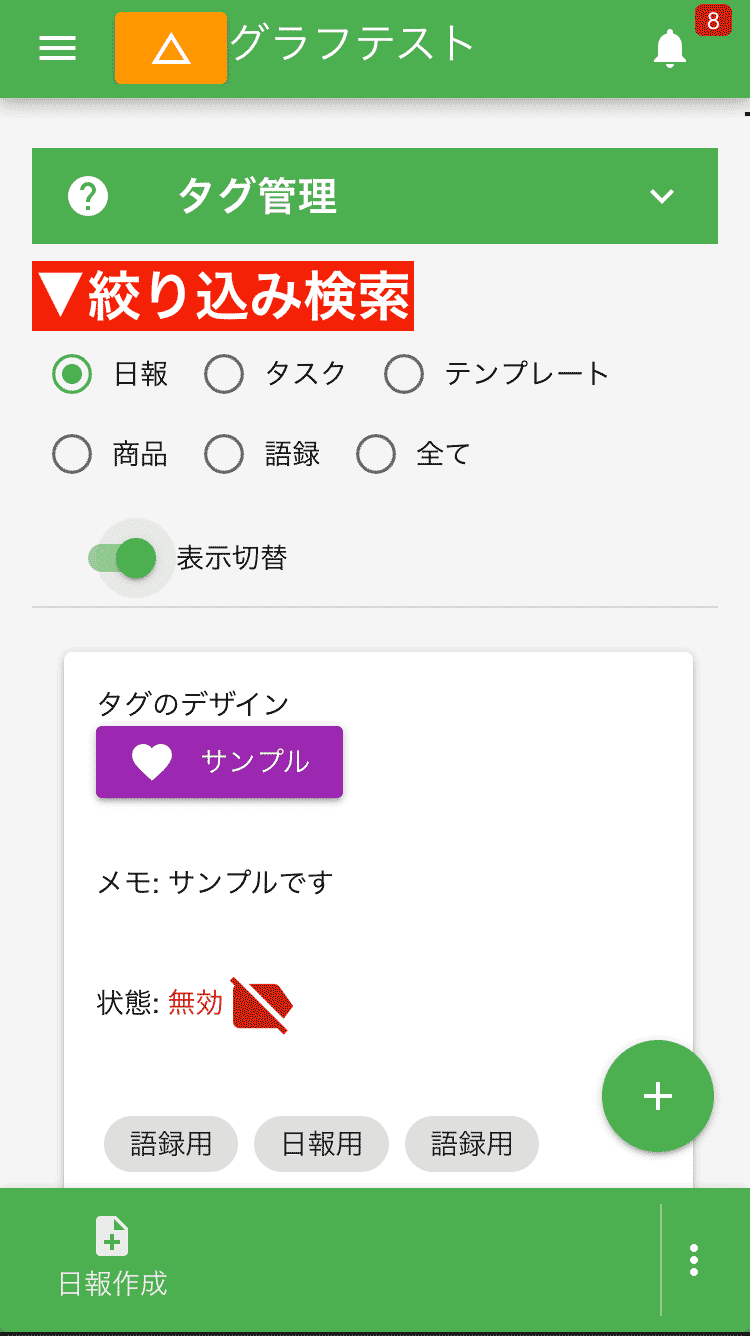 グラフテスト
8
タグ管理
▼絞り込み検索
日報 タスク テンプレート
商品 語録 全て
表示切替
タグのデザイン
サンプル
メモ: サンプルです
状態: 無効
語録用 日報用 語録用
日報作成